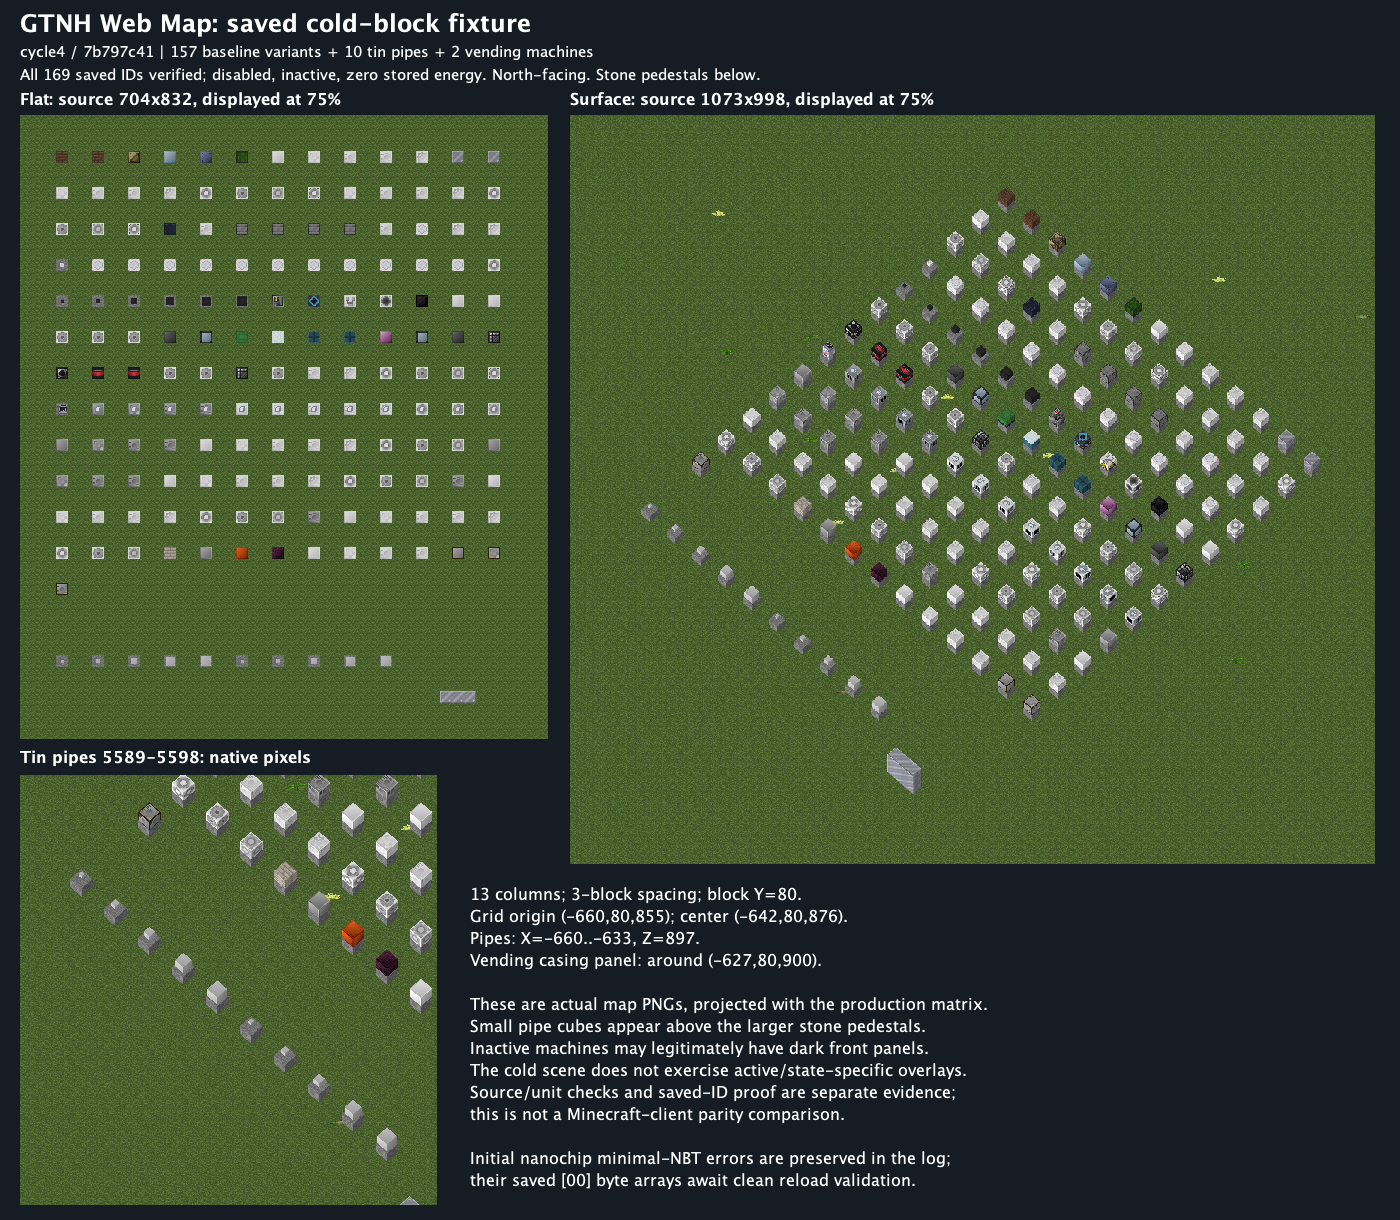 GTNH Web Map: saved cold-block fixture
cycle4 / 7b797c41 | 157 baseline variants + 10 tin pipes + 2 vending machines
All 169 saved IDs verified; disabled, inactive, zero stored energy. North-facing. Stone pedestals below.
Flat: source 704x832, displayed at 75%
Surface: source 1073x998, displayed at 75%
Tin pipes 5589-5598: native pixels
13 columns; 3-block spacing; block Y=80.
Grid origin (-660,80,855); center (-642,80,876).
Pipes: X=-660..-633, Z=897.
Vending casing panel: around (-627,80,900).
These are actual map PNGs, projected with the production matrix.
Small pipe cubes appear above the larger stone pedestals.
Inactive machines may legitimately have dark front panels.
The cold scene does not exercise active/state-specific overlays.
Source/unit checks and saved-ID proof are separate evidence;
this is not a Minecraft-client parity comparison.
Initial nanochip minimal-NBT errors are preserved in the log;
their saved [00] byte arrays await clean reload validation.